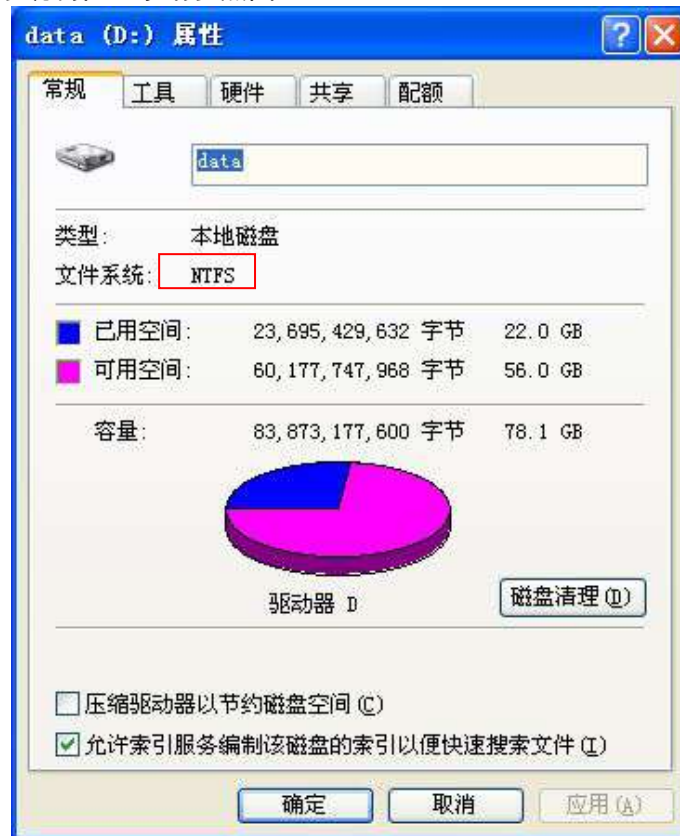 data (D:) 属性
常规 工具 硬件 共享 配额
data
类型: 本地磁盘
文件系统: NTFS
已用空间: 23,695,429,632 字节 22.0 GB
可用空间: 60,177,747,968 字节 56.0 GB
容量: 83,873,177,600 字节 78.1 GB
驱动器 D
磁盘清理(D)
压缩驱动器以节约磁盘空间(C)
允许索引服务编制该磁盘的索引以便快速搜索文件(I)
确定 取消 应用(A)